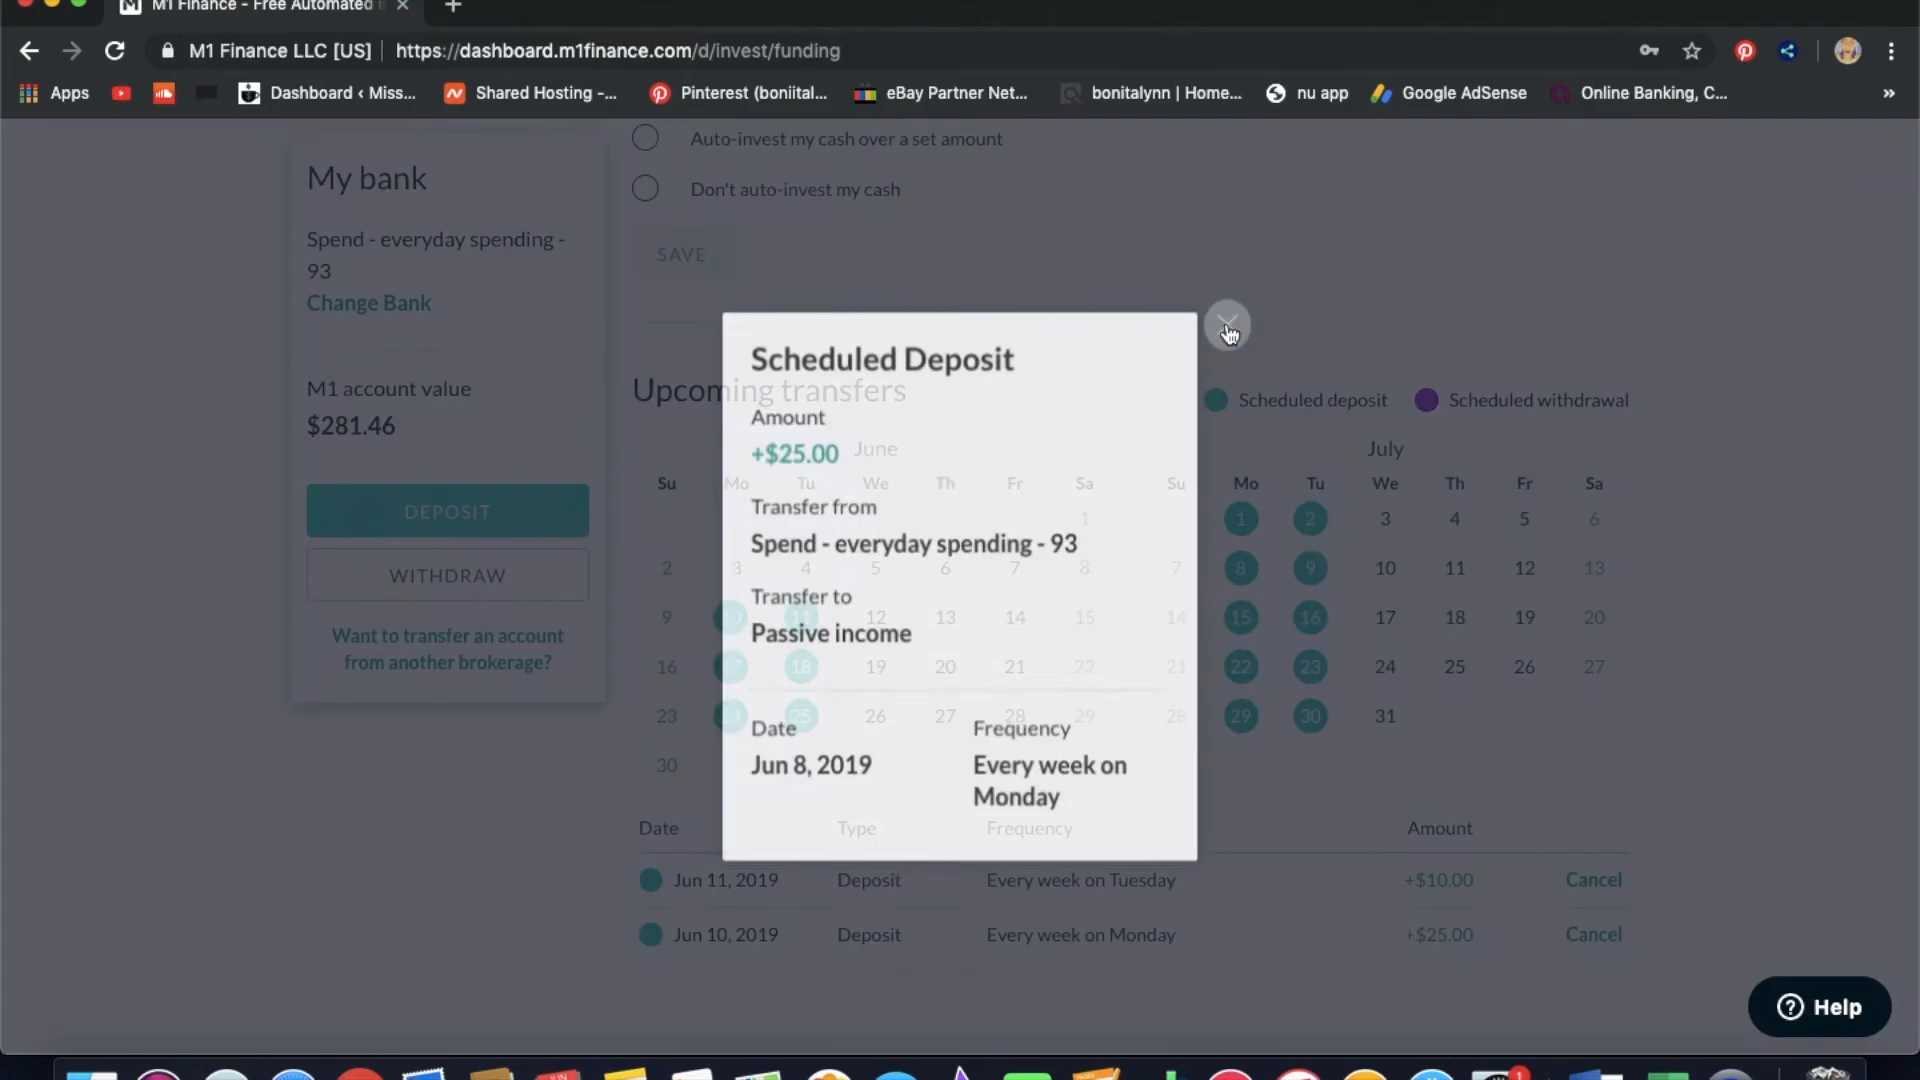 M1 Finance - Free Automated
M1 Finance LLC [US] | https://dashboard.m1finance.com/d/invest/funding
Apps
Dashboard ‹ Miss...
Shared Hosting -...
Pinterest (boniital...
eBay Partner Net...
bonitalynn | Home...
nu app
Google AdSense
Online Banking, C...
»
Auto-invest my cash over a set amount
Don't auto-invest my cash
SAVE
My bank
Spend - everyday spending -
93
Change Bank
M1 account value
$281.46
DEPOSIT
WITHDRAW
Want to transfer an account
from another brokerage?
Scheduled Deposit
Amount
+$25.00
Transfer from
Spend - everyday spending - 93
Transfer to
Passive income
Date
Jun 8, 2019
Frequency
Every week on
Monday
Upcoming transfers
Scheduled deposit
Scheduled withdrawal
June
Su Mo Tu We Th Fr Sa
1
2 3 4 5 6 7 8
9 10 11 12 13 14 15
16 17 18 19 20 21 22
23 25 26 27 28 29
30
July
Su Mo Tu We Th Fr Sa
1 2 3 4 5 6
7 8 9 10 11 12 13
14 15 16 17 18 19 20
21 22 23 24 25 26 27
28 29 30 31
Date Type Frequency Amount
Jun 11, 2019 Deposit Every week on Tuesday +$10.00 Cancel
Jun 10, 2019 Deposit Every week on Monday +$25.00 Cancel
Help
JUN
1